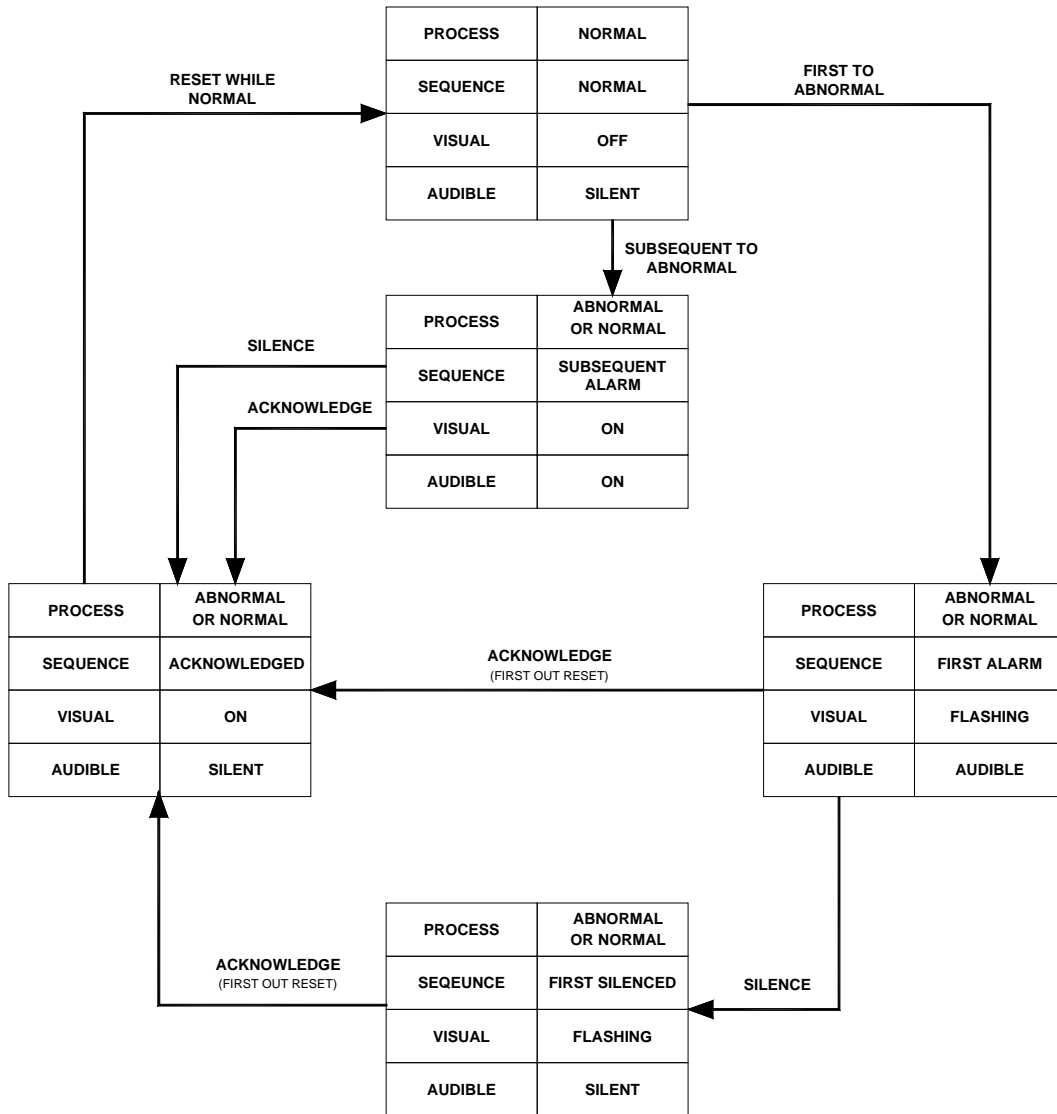 PROCESS NORMAL
SEQUENCE NORMAL
VISUAL OFF
AUDIBLE SILENT
RESET WHILE
NORMAL
FIRST TO
ABNORMAL
SUBSEQUENT TO
ABNORMAL
PROCESS ABNORMAL
OR NORMAL
SEQUENCE SUBSEQUENT
ALARM
VISUAL ON
AUDIBLE ON
SILENCE
ACKNOWLEDGE
PROCESS ABNORMAL
OR NORMAL
SEQUENCE ACKNOWLEDGED
VISUAL ON
AUDIBLE SILENT
ACKNOWLEDGE
(FIRST OUT RESET)
PROCESS ABNORMAL
OR NORMAL
SEQUENCE FIRST ALARM
VISUAL FLASHING
AUDIBLE AUDIBLE
ACKNOWLEDGE
(FIRST OUT RESET)
PROCESS ABNORMAL
OR NORMAL
SEQEUNCE FIRST SILENCED
VISUAL FLASHING
AUDIBLE SILENT
SILENCE